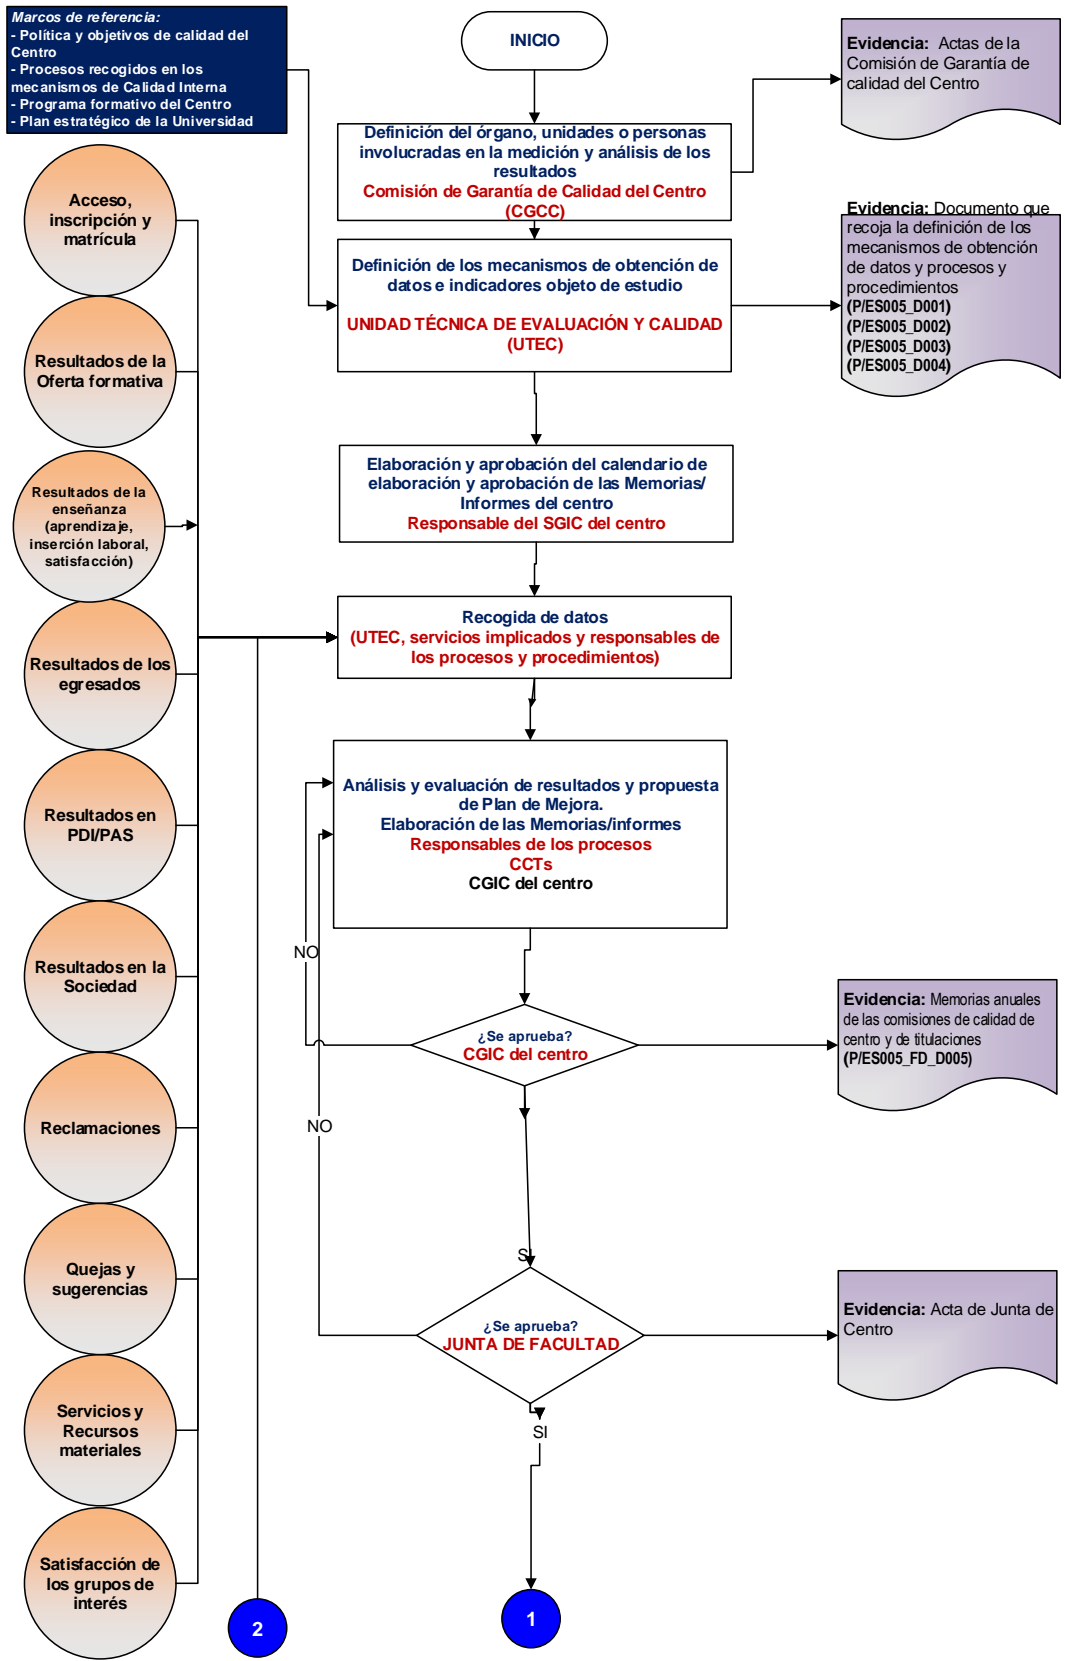 Marcos de referencia:
- Política y objetivos de calidad del
Centro
- Procesos recogidos en los
mecanismos de Calidad Interna
- Programa formativo del Centro
- Plan estratégico de la Universidad
INICIO
Evidencia: Actas de la
Comisión de Garantía de
calidad del Centro
Definición del órgano, unidades o personas
involucradas en la medición y análisis de los
resultados
Comisión de Garantía de Calidad del Centro
(CGCC)
Evidencia: Documento que
recoja la definición de los
mecanismos de obtención
de datos y procesos y
procedimientos
(P/ES005_D001)
(P/ES005_D002)
(P/ES005_D003)
(P/ES005_D004)
Definición de los mecanismos de obtención de
datos e indicadores objeto de estudio
UNIDAD TÉCNICA DE EVALUACIÓN Y CALIDAD
(UTEC)
Elaboración y aprobación del calendario de
elaboración y aprobación de las Memorias/
Informes del centro
Responsable del SGIC del centro
Recogida de datos
(UTEC, servicios implicados y responsables de
los procesos y procedimientos)
Análisis y evaluación de resultados y propuesta
de Plan de Mejora.
Elaboración de las Memorias/informes
Responsables de los procesos
CCTs
CGIC del centro
NO
¿Se aprueba?
CGIC del centro
Evidencia: Memorias anuales
de las comisiones de calidad de
centro y de titulaciones
(P/ES005_FD_D005)
NO
SI
¿Se aprueba?
JUNTA DE FACULTAD
Evidencia: Acta de Junta de
Centro
SI
1
2
Acceso,
inscripción y
matrícula
Resultados de la
Oferta formativa
Resultados de la
enseñanza
(aprendizaje,
inserción laboral,
satisfacción)
Resultados de los
egresados
Resultados en
PDI/PAS
Resultados en la
Sociedad
Reclamaciones
Quejas y
sugerencias
Servicios y
Recursos
materiales
Satisfacción de
los grupos de
interés